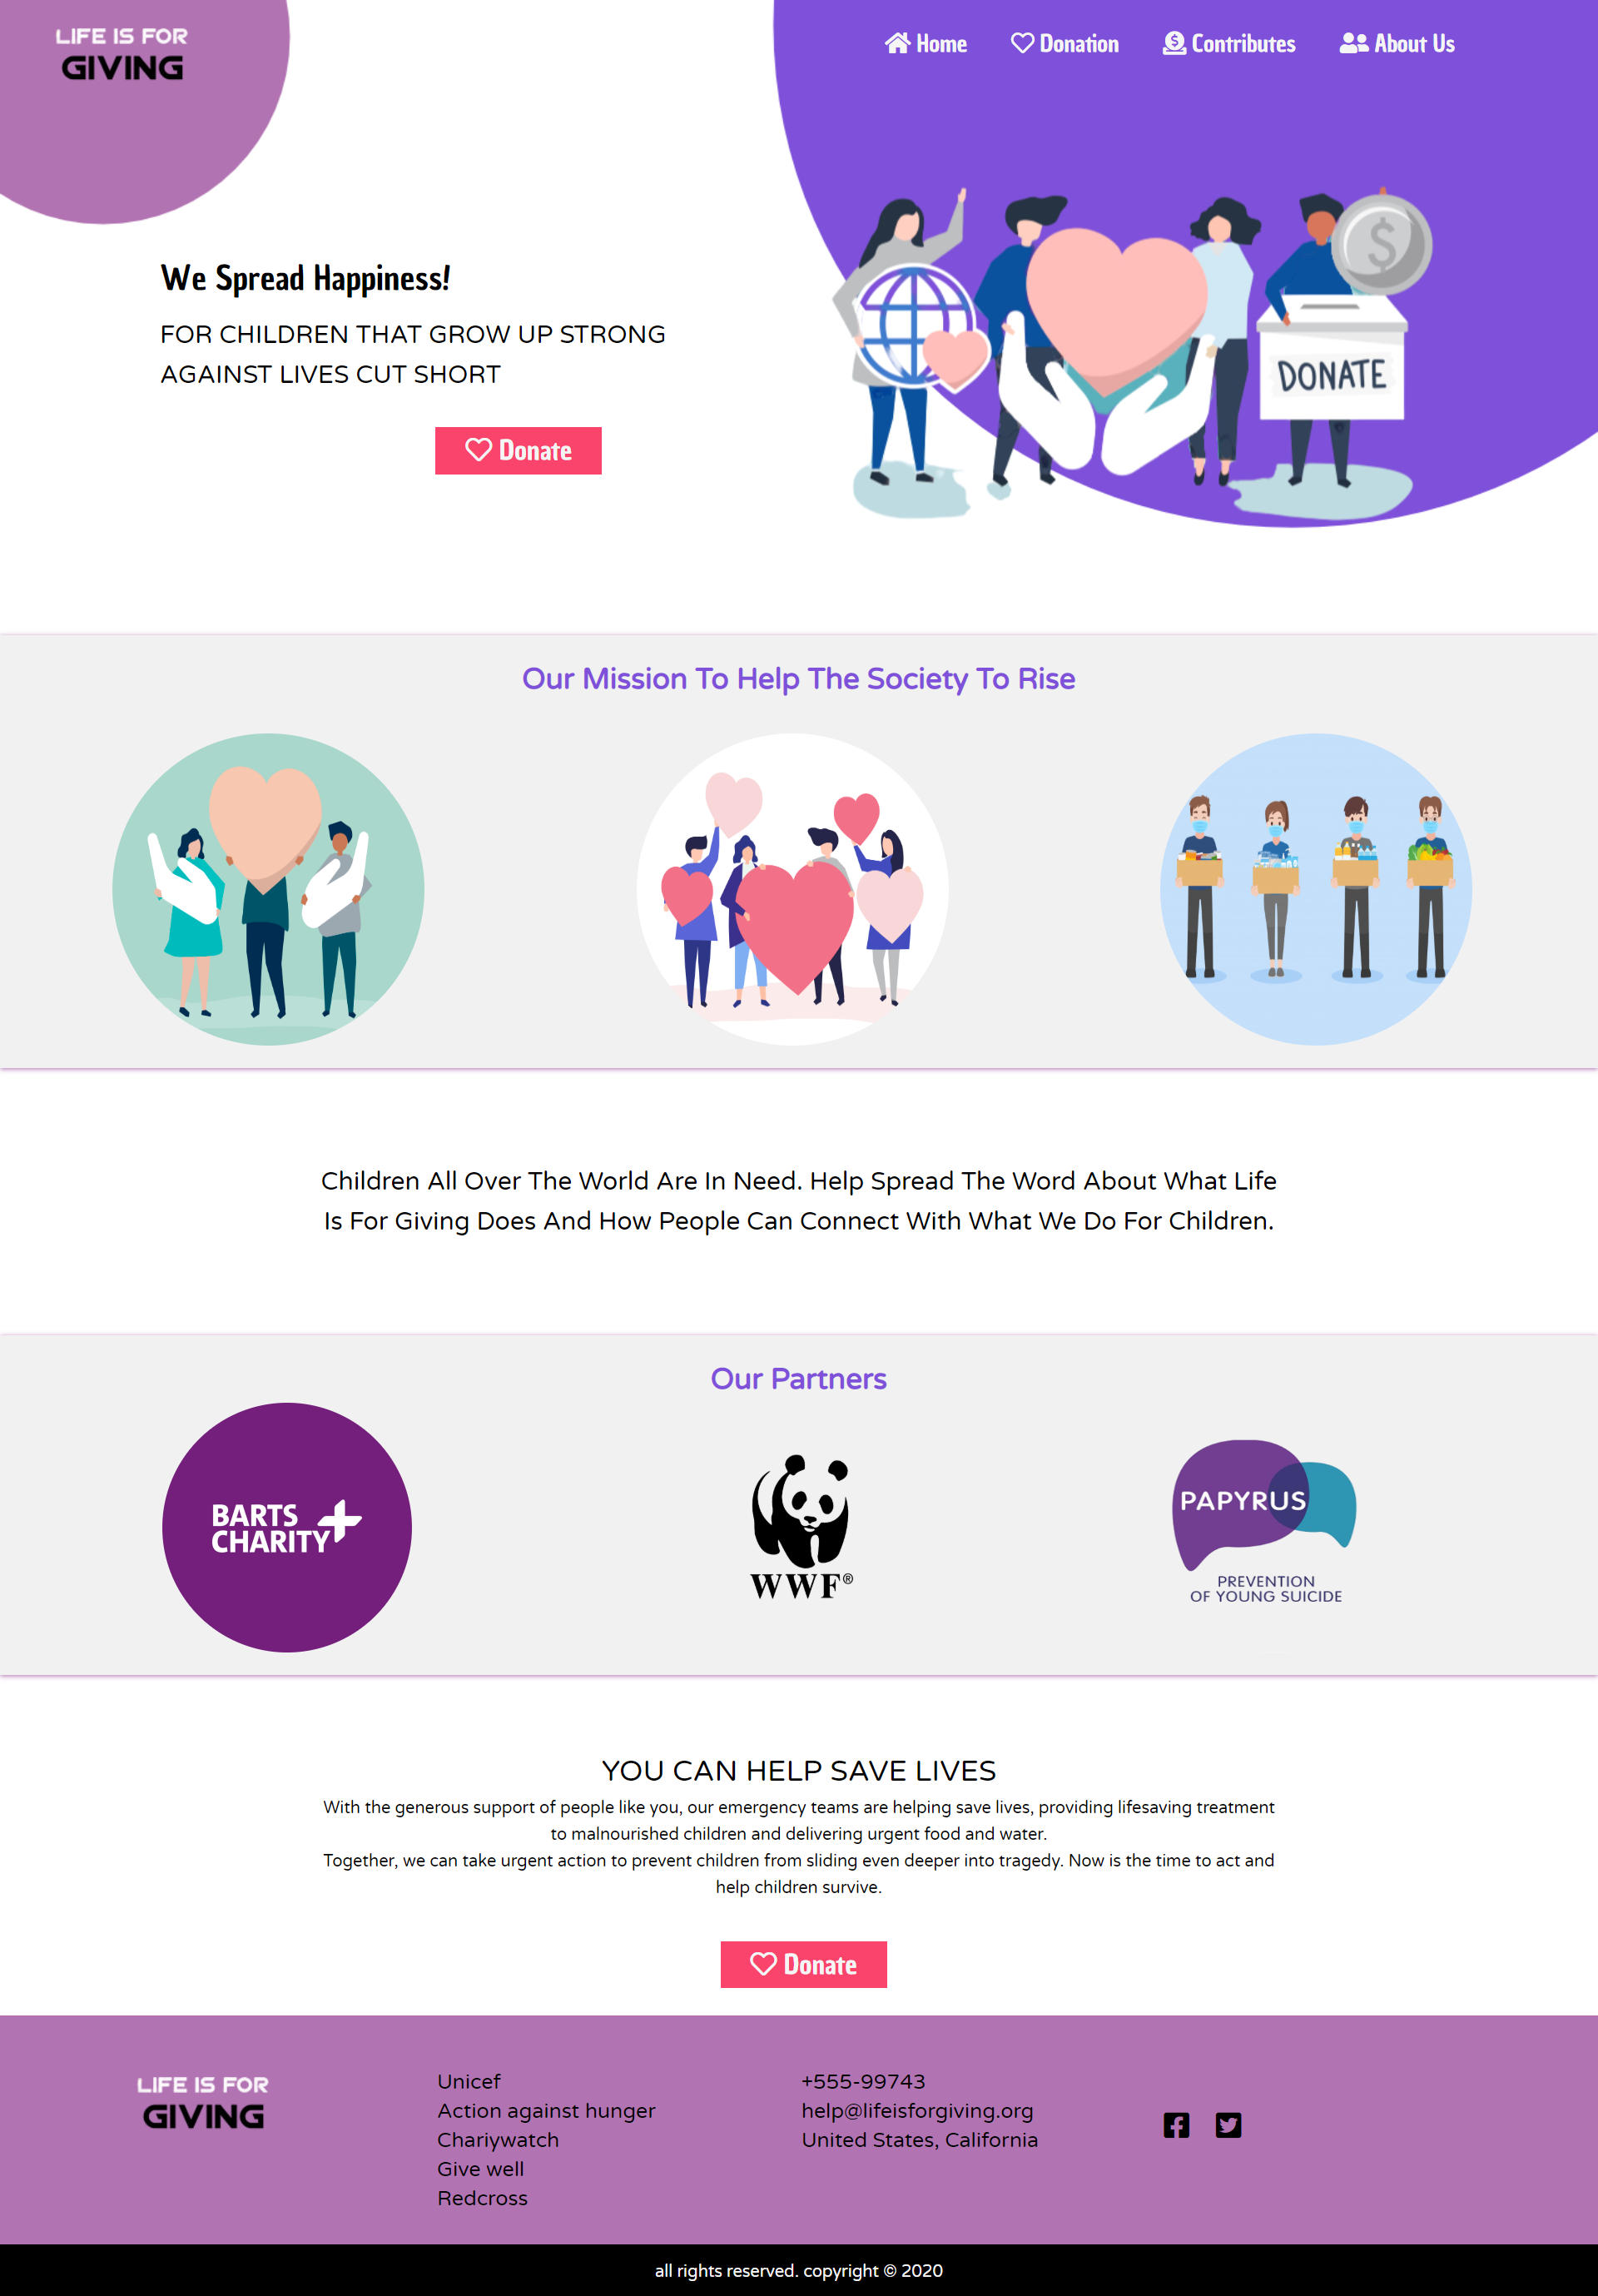 LIFE IS FOR
GIVING
Home
Donation
Contributes
About Us
We Spread Happiness!
FOR CHILDREN THAT GROW UP STRONG
AGAINST LIVES CUT SHORT
Donate
$
DONATE
Our Mission To Help The Society To Rise
Children All Over The World Are In Need. Help Spread The Word About What Life
Is For Giving Does And How People Can Connect With What We Do For Children.
Our Partners
BARTS
CHARITY
WWF®
PAPYRUS
PREVENTION
OF YOUNG SUICIDE
YOU CAN HELP SAVE LIVES
With the generous support of people like you, our emergency teams are helping save lives, providing lifesaving treatment
to malnourished children and delivering urgent food and water.
Together, we can take urgent action to prevent children from sliding even deeper into tragedy. Now is the time to act and
help children survive.
Donate
LIFE IS FOR
GIVING
Unicef
Action against hunger
Chariywatch
Give well
Redcross
+555-99743
help@lifeisforgiving.org
United States, California
all rights reserved. copyright © 2020